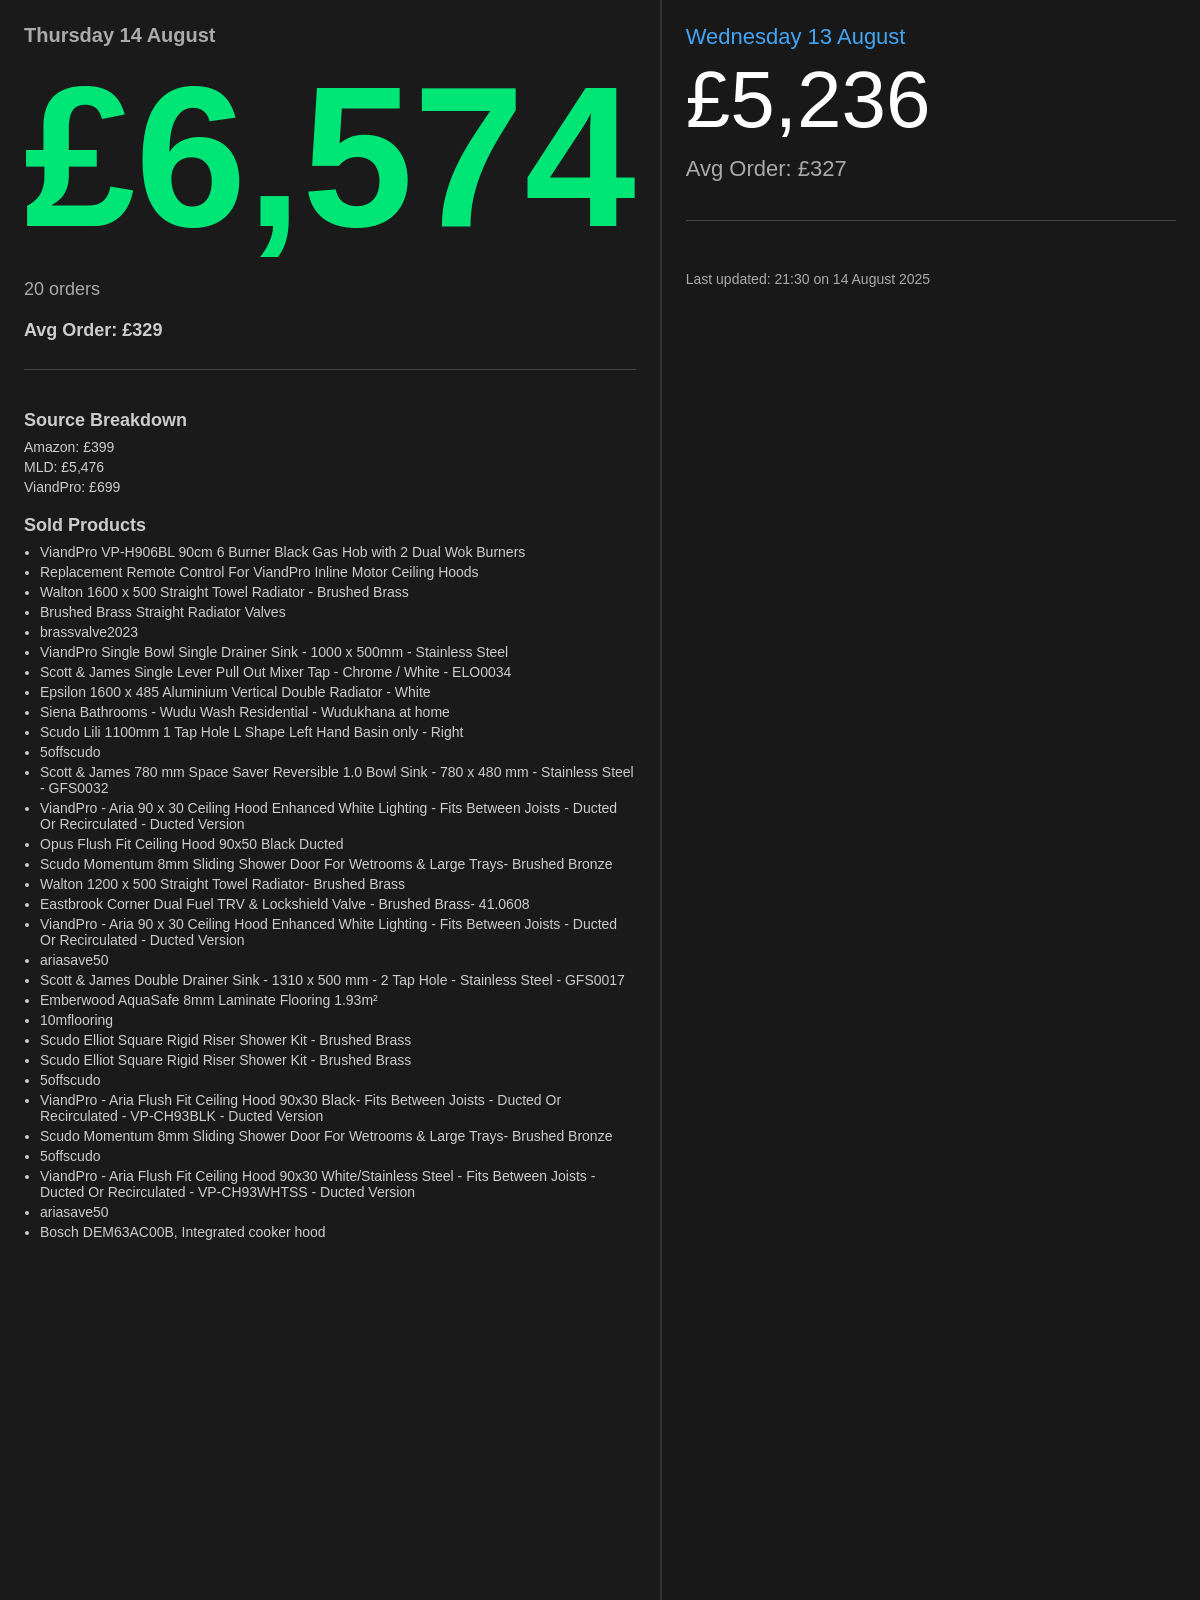 Thursday 14 August
£6,574
20 orders
Avg Order: £329
Source Breakdown
Amazon: £399
MLD: £5,476
ViandPro: £699
Sold Products
• ViandPro VP-H906BL 90cm 6 Burner Black Gas Hob with 2 Dual Wok Burners
• Replacement Remote Control For ViandPro Inline Motor Ceiling Hoods
• Walton 1600 x 500 Straight Towel Radiator - Brushed Brass
• Brushed Brass Straight Radiator Valves
• brassvalve2023
• ViandPro Single Bowl Single Drainer Sink - 1000 x 500mm - Stainless Steel
• Scott & James Single Lever Pull Out Mixer Tap - Chrome / White - ELO0034
• Epsilon 1600 x 485 Aluminium Vertical Double Radiator - White
• Siena Bathrooms - Wudu Wash Residential - Wudukhana at home
• Scudo Lili 1100mm 1 Tap Hole L Shape Left Hand Basin only - Right
• 5offscudo
• Scott & James 780 mm Space Saver Reversible 1.0 Bowl Sink - 780 x 480 mm - Stainless Steel
- GFS0032
• ViandPro - Aria 90 x 30 Ceiling Hood Enhanced White Lighting - Fits Between Joists - Ducted
Or Recirculated - Ducted Version
• Opus Flush Fit Ceiling Hood 90x50 Black Ducted
• Scudo Momentum 8mm Sliding Shower Door For Wetrooms & Large Trays- Brushed Bronze
• Walton 1200 x 500 Straight Towel Radiator- Brushed Brass
• Eastbrook Corner Dual Fuel TRV & Lockshield Valve - Brushed Brass- 41.0608
• ViandPro - Aria 90 x 30 Ceiling Hood Enhanced White Lighting - Fits Between Joists - Ducted
Or Recirculated - Ducted Version
• ariasave50
• Scott & James Double Drainer Sink - 1310 x 500 mm - 2 Tap Hole - Stainless Steel - GFS0017
• Emberwood AquaSafe 8mm Laminate Flooring 1.93m²
• 10mflooring
• Scudo Elliot Square Rigid Riser Shower Kit - Brushed Brass
• Scudo Elliot Square Rigid Riser Shower Kit - Brushed Brass
• 5offscudo
• ViandPro - Aria Flush Fit Ceiling Hood 90x30 Black- Fits Between Joists - Ducted Or
Recirculated - VP-CH93BLK - Ducted Version
• Scudo Momentum 8mm Sliding Shower Door For Wetrooms & Large Trays- Brushed Bronze
• 5offscudo
• ViandPro - Aria Flush Fit Ceiling Hood 90x30 White/Stainless Steel - Fits Between Joists -
Ducted Or Recirculated - VP-CH93WHTSS - Ducted Version
• ariasave50
• Bosch DEM63AC00B, Integrated cooker hood
Wednesday 13 August
£5,236
Avg Order: £327
Last updated: 21:30 on 14 August 2025